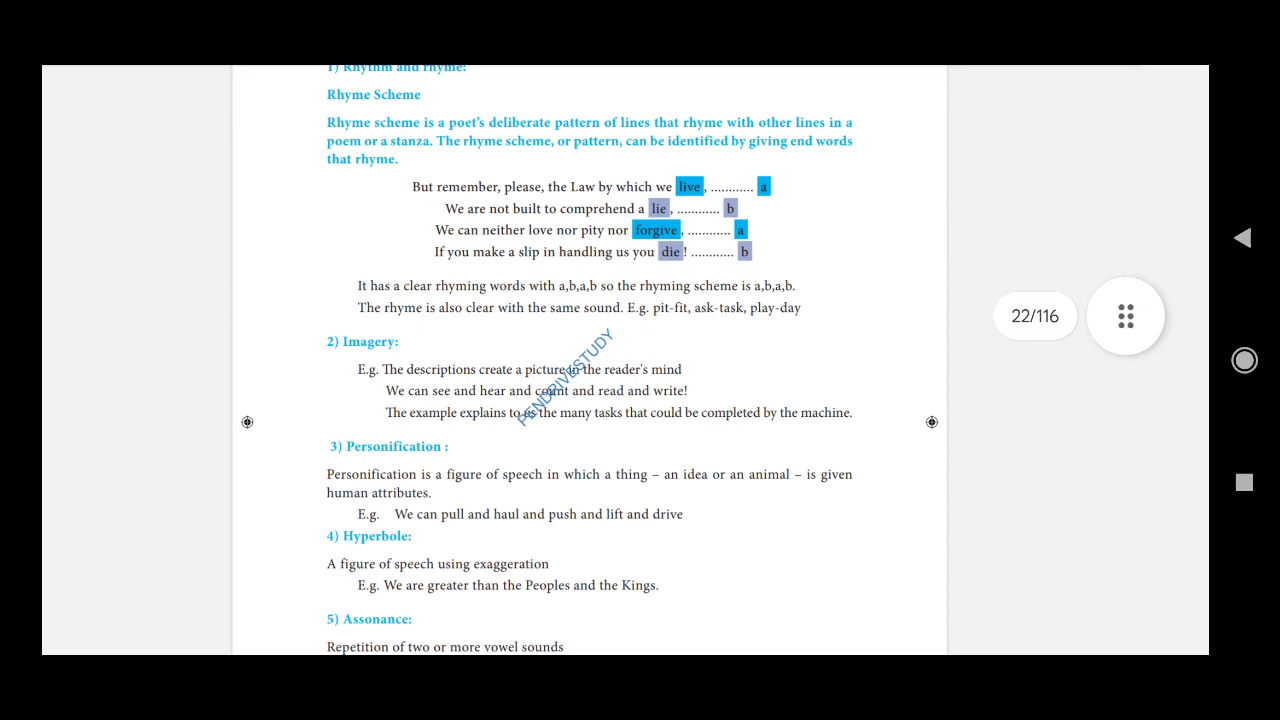 1) Rhythm and rhyme:
Rhyme Scheme
Rhyme scheme is a poet's deliberate pattern of lines that rhyme with other lines in a
poem or a stanza. The rhyme scheme, or pattern, can be identified by giving end words
that rhyme.
But remember, please, the Law by which we live , ............ a
We are not built to comprehend a lie , ............ b
We can neither love nor pity nor forgive , ............ a
If you make a slip in handling us you die ! ............ b
It has a clear rhyming words with a,b,a,b so the rhyming scheme is a,b,a,b.
The rhyme is also clear with the same sound. E.g. pit-fit, ask-task, play-day
22/116
2) Imagery:
E.g. The descriptions create a picture in the reader's mind
We can see and hear and count and read and write!
The example explains to us the many tasks that could be completed by the machine.
PENDRIVESTUDY
3) Personification :
Personification is a figure of speech in which a thing – an idea or an animal – is given
human attributes.
E.g. We can pull and haul and push and lift and drive
4) Hyperbole:
A figure of speech using exaggeration
E.g. We are greater than the Peoples and the Kings.
5) Assonance:
Repetition of two or more vowel sounds